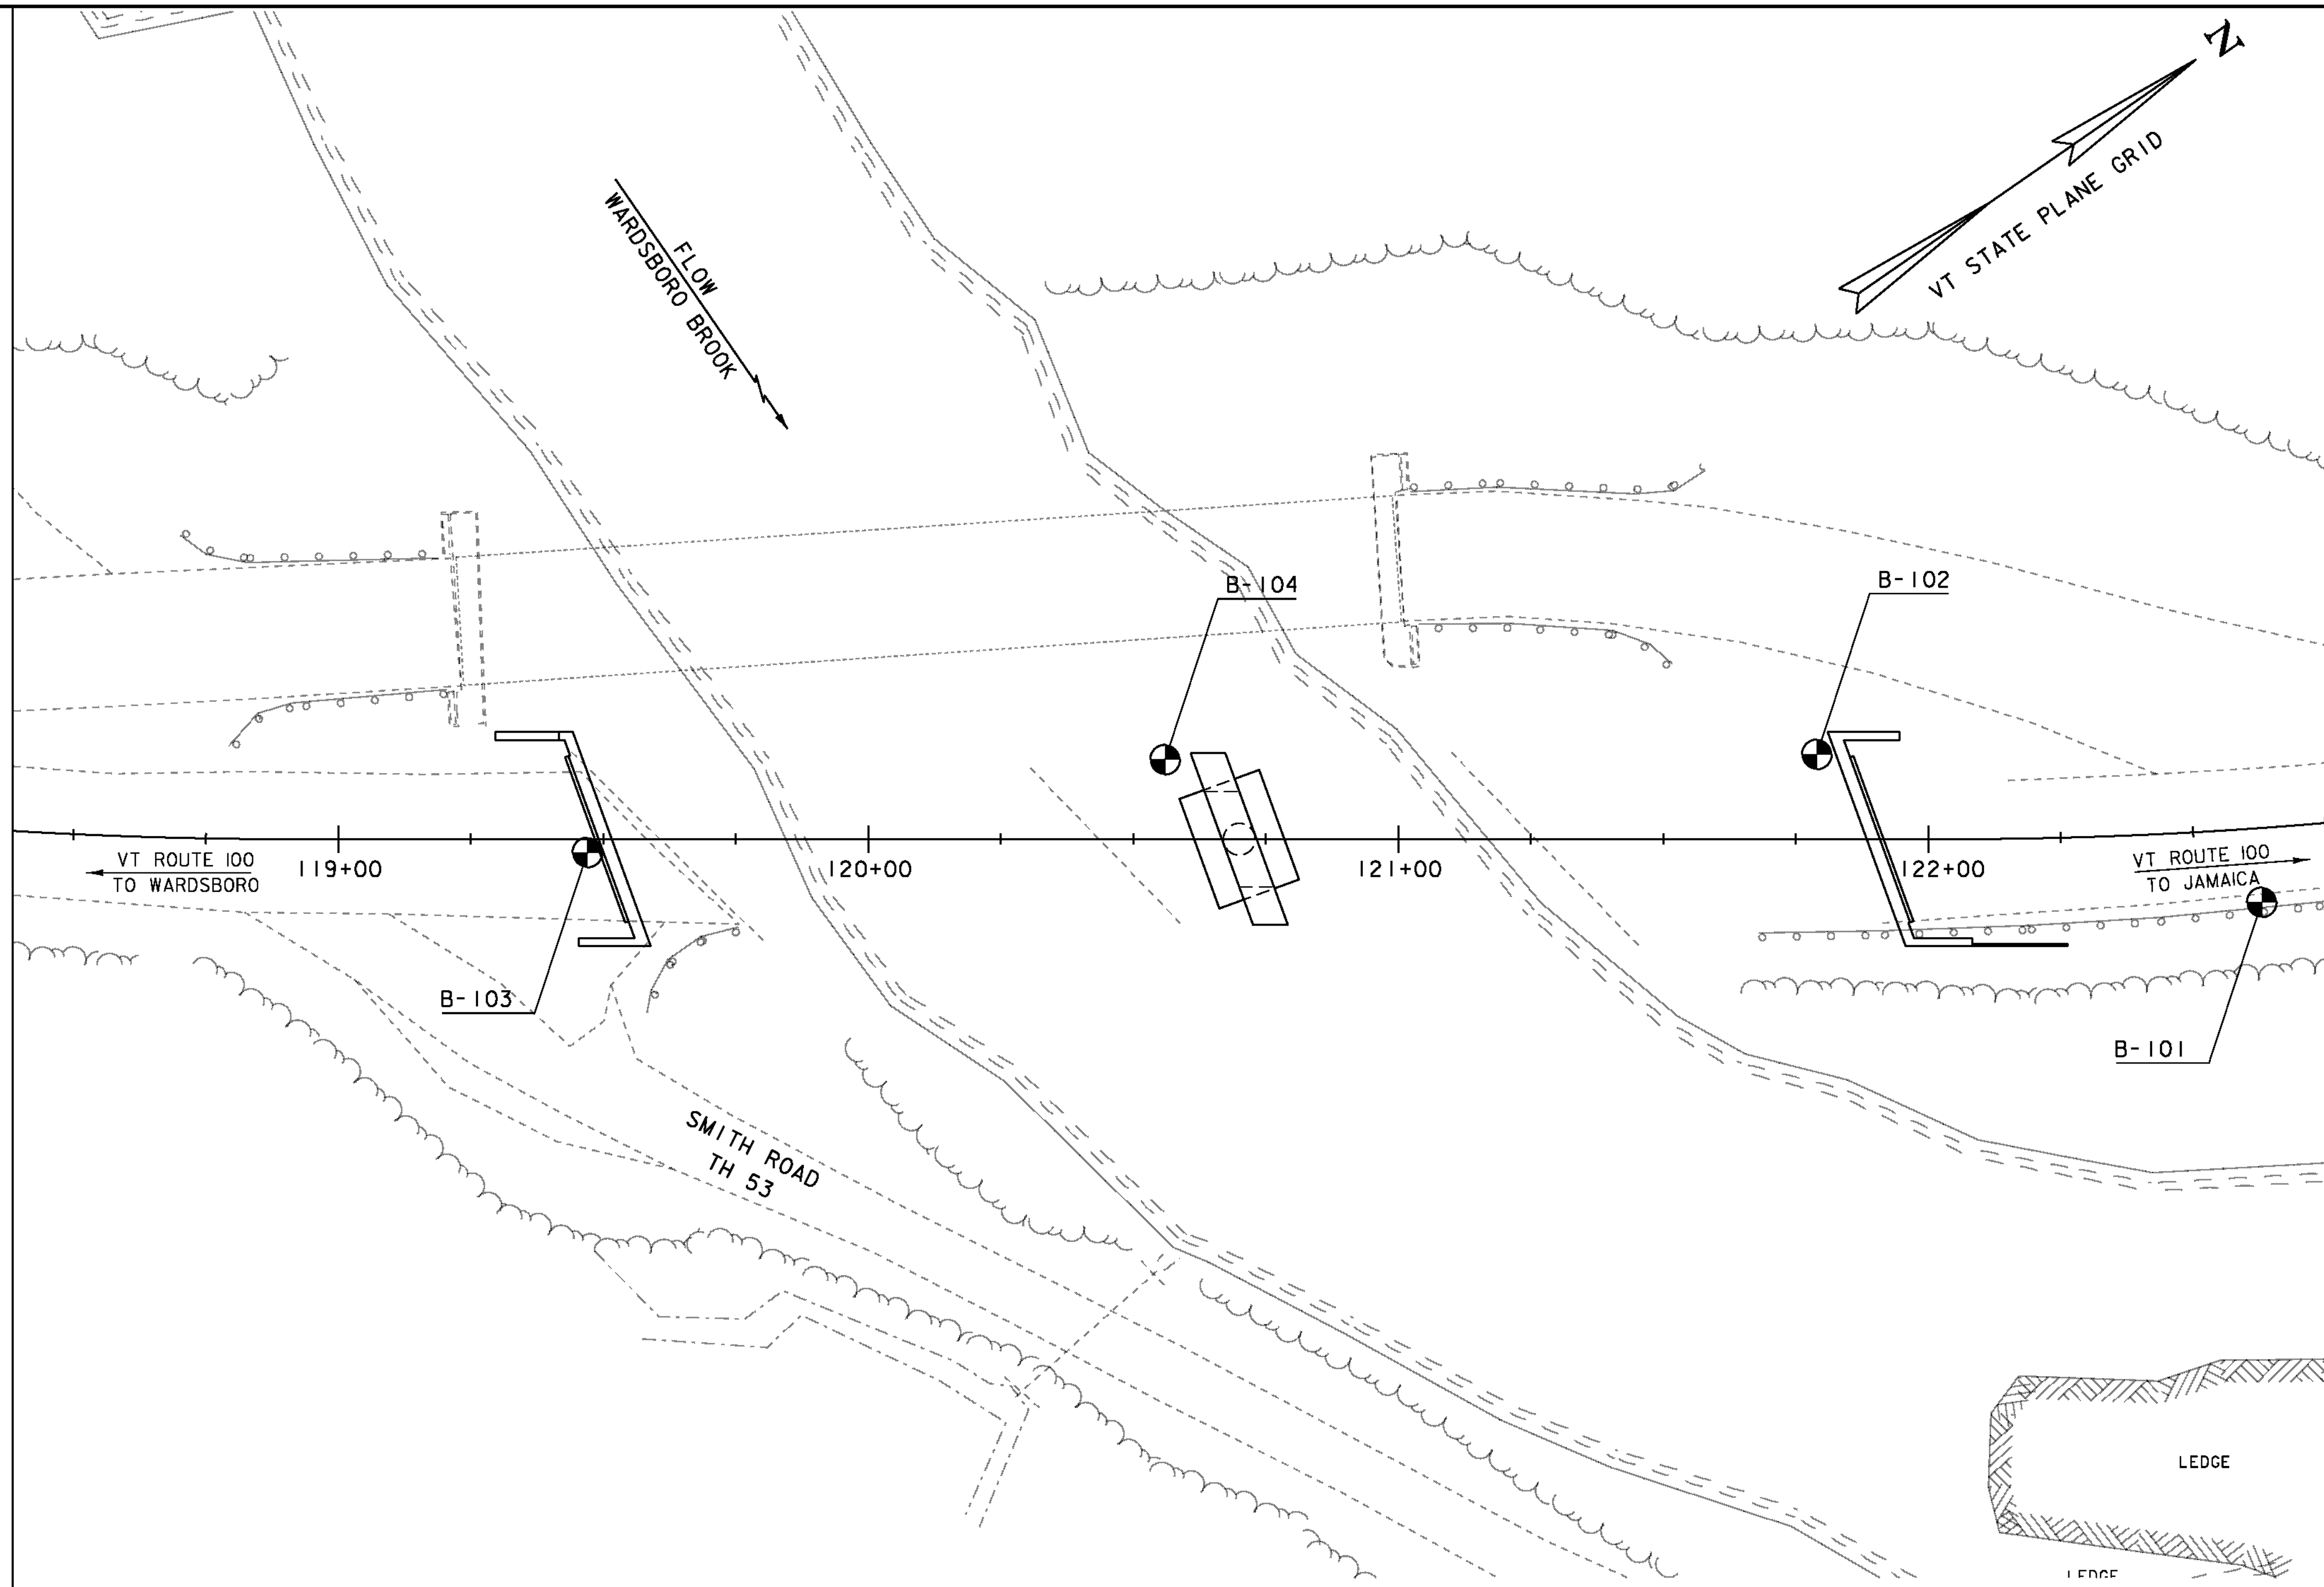 N
VT STATE PLANE GRID
FLOW
WARDSBORO BROOK
B-104
B-102
VT ROUTE 100
TO WARDSBORO
119+00
120+00
121+00
122+00
VT ROUTE 100
TO JAMAICA
B-103
B-101
SMITH ROAD
TH 53
LEDGE
LEDGE